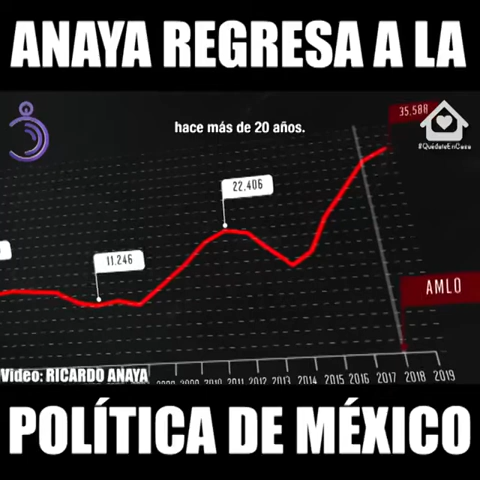 ANAYA REGRESA A LA
hace más de 20 años.
35.588
#QuédateEnCasa
22.406
11.246
AMLO
Video: RICARDO ANAYA
2010 2011 2012 2013 2014 2015 2016 2017 2018 2019
POLÍTICA DE MÉXICO